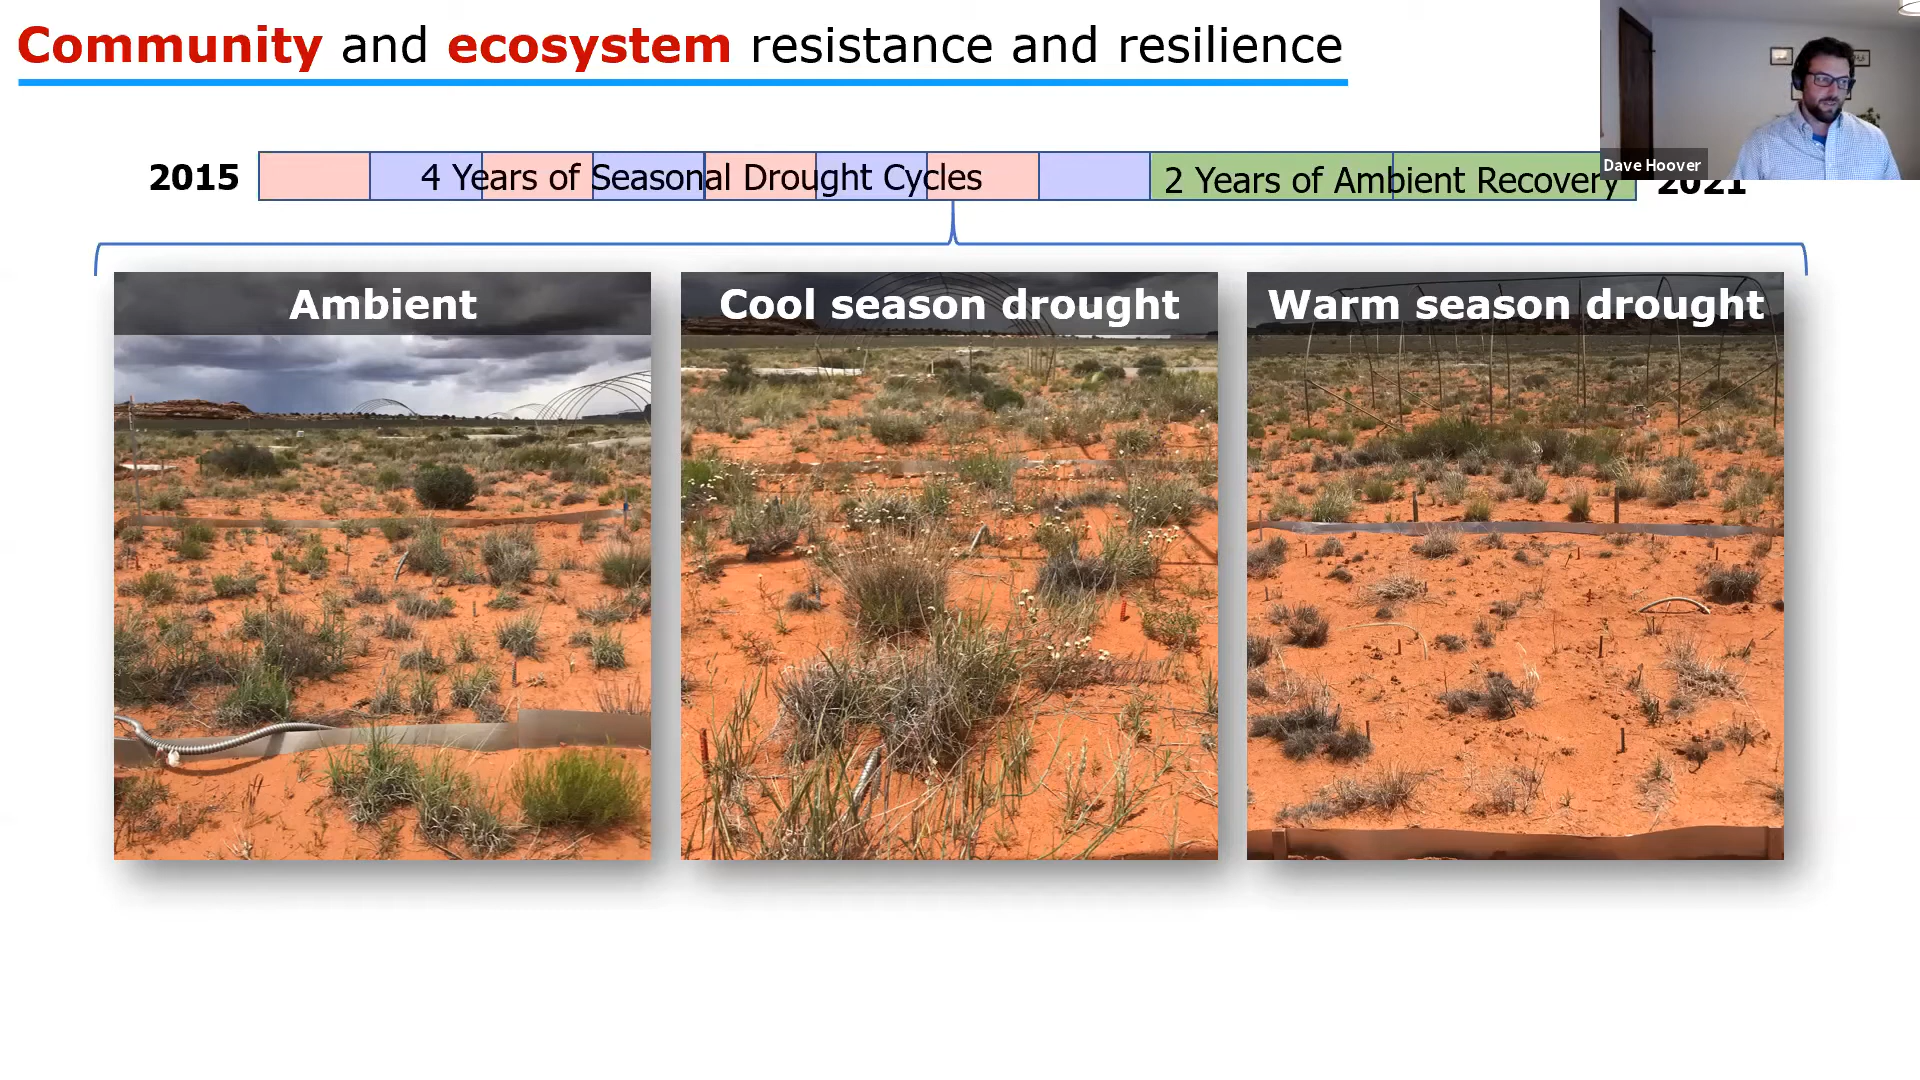 Community and ecosystem resistance and resilience
Dave Hoover
2015 4 Years of Seasonal Drought Cycles 2 Years of Ambient Recovery 2021
Ambient Cool season drought Warm season drought